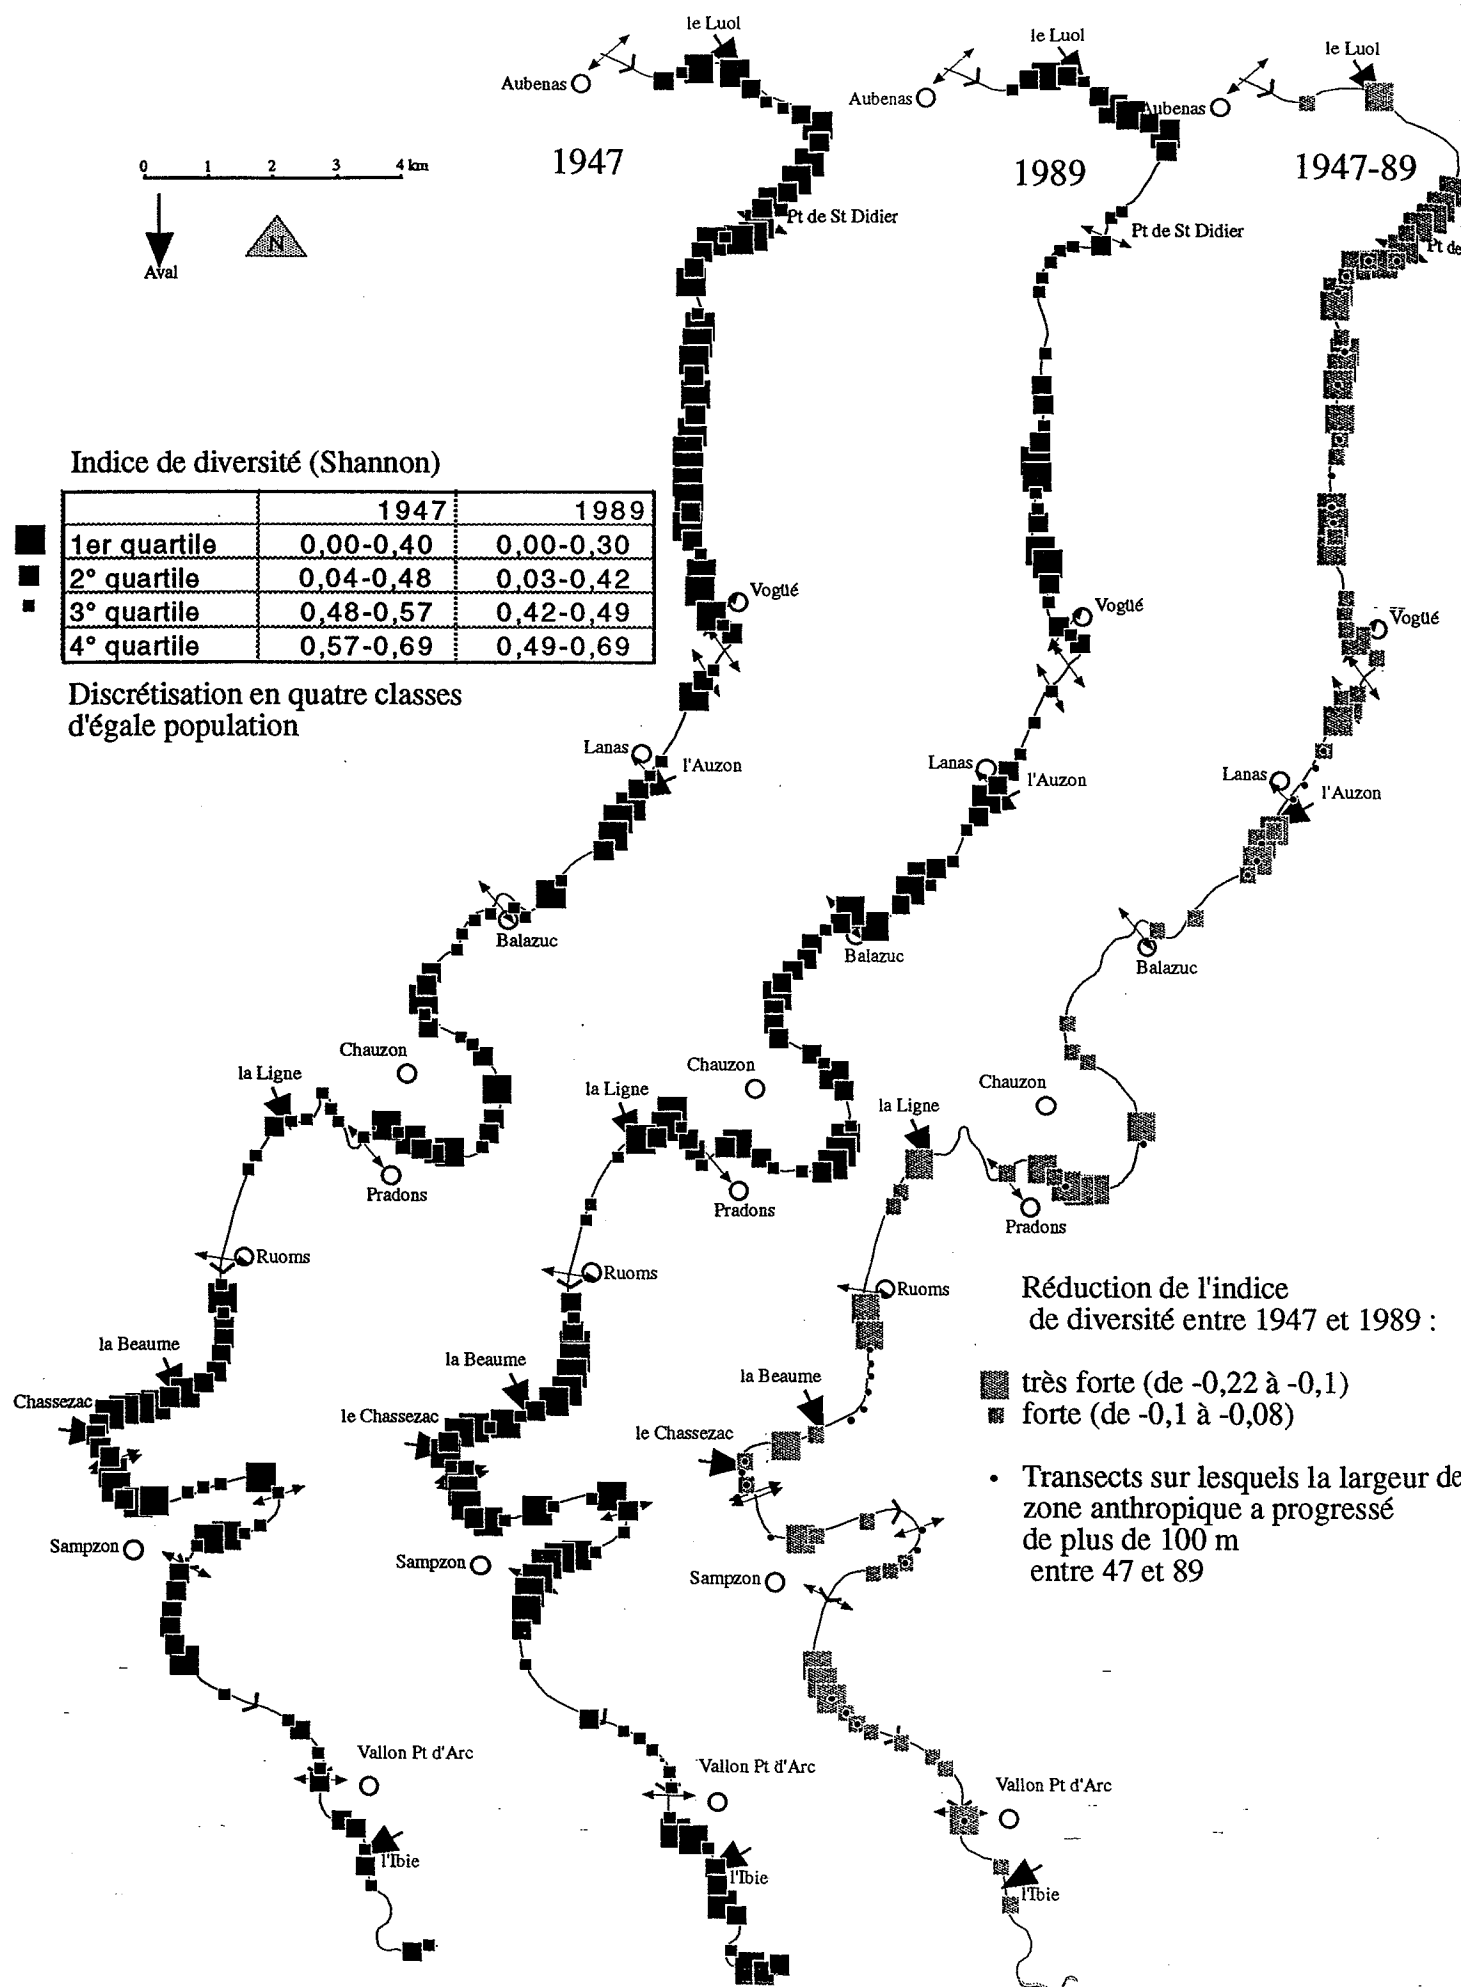 le Luol
Aubenas
1947
Pt de St Didier
Vogüé
Lanas
l'Auzon
Balazuc
Chauzon
la Ligne
Pradons
Ruoms
la Beaume
Chassezac
Sampzon
Vallon Pt d'Arc
l'Ibie
le Luol
Aubenas
1989
Pt de St Didier
Vogüé
Lanas
l'Auzon
Balazuc
Chauzon
la Ligne
Pradons
Ruoms
la Beaume
le Chassezac
Sampzon
Vallon Pt d'Arc
l'Ibie
le Luol
Aubenas
1947-89
Pt de
Vogüé
Lanas
l'Auzon
Balazuc
Chauzon
la Ligne
Pradons
Ruoms
la Beaume
le Chassezac
Sampzon
Vallon Pt d'Arc
l'Ibie
0 1 2 3 4 km
Aval
N
Indice de diversité (Shannon)
1947 1989
1er quartile 0,00-0,40 0,00-0,30
2° quartile 0,04-0,48 0,03-0,42
3° quartile 0,48-0,57 0,42-0,49
4° quartile 0,57-0,69 0,49-0,69
Discrétisation en quatre classes
d'égale population
Réduction de l'indice
de diversité entre 1947 et 1989 :
très forte (de -0,22 à -0,1)
forte (de -0,1 à -0,08)
• Transects sur lesquels la largeur de
zone anthropique a progressé
de plus de 100 m
entre 47 et 89